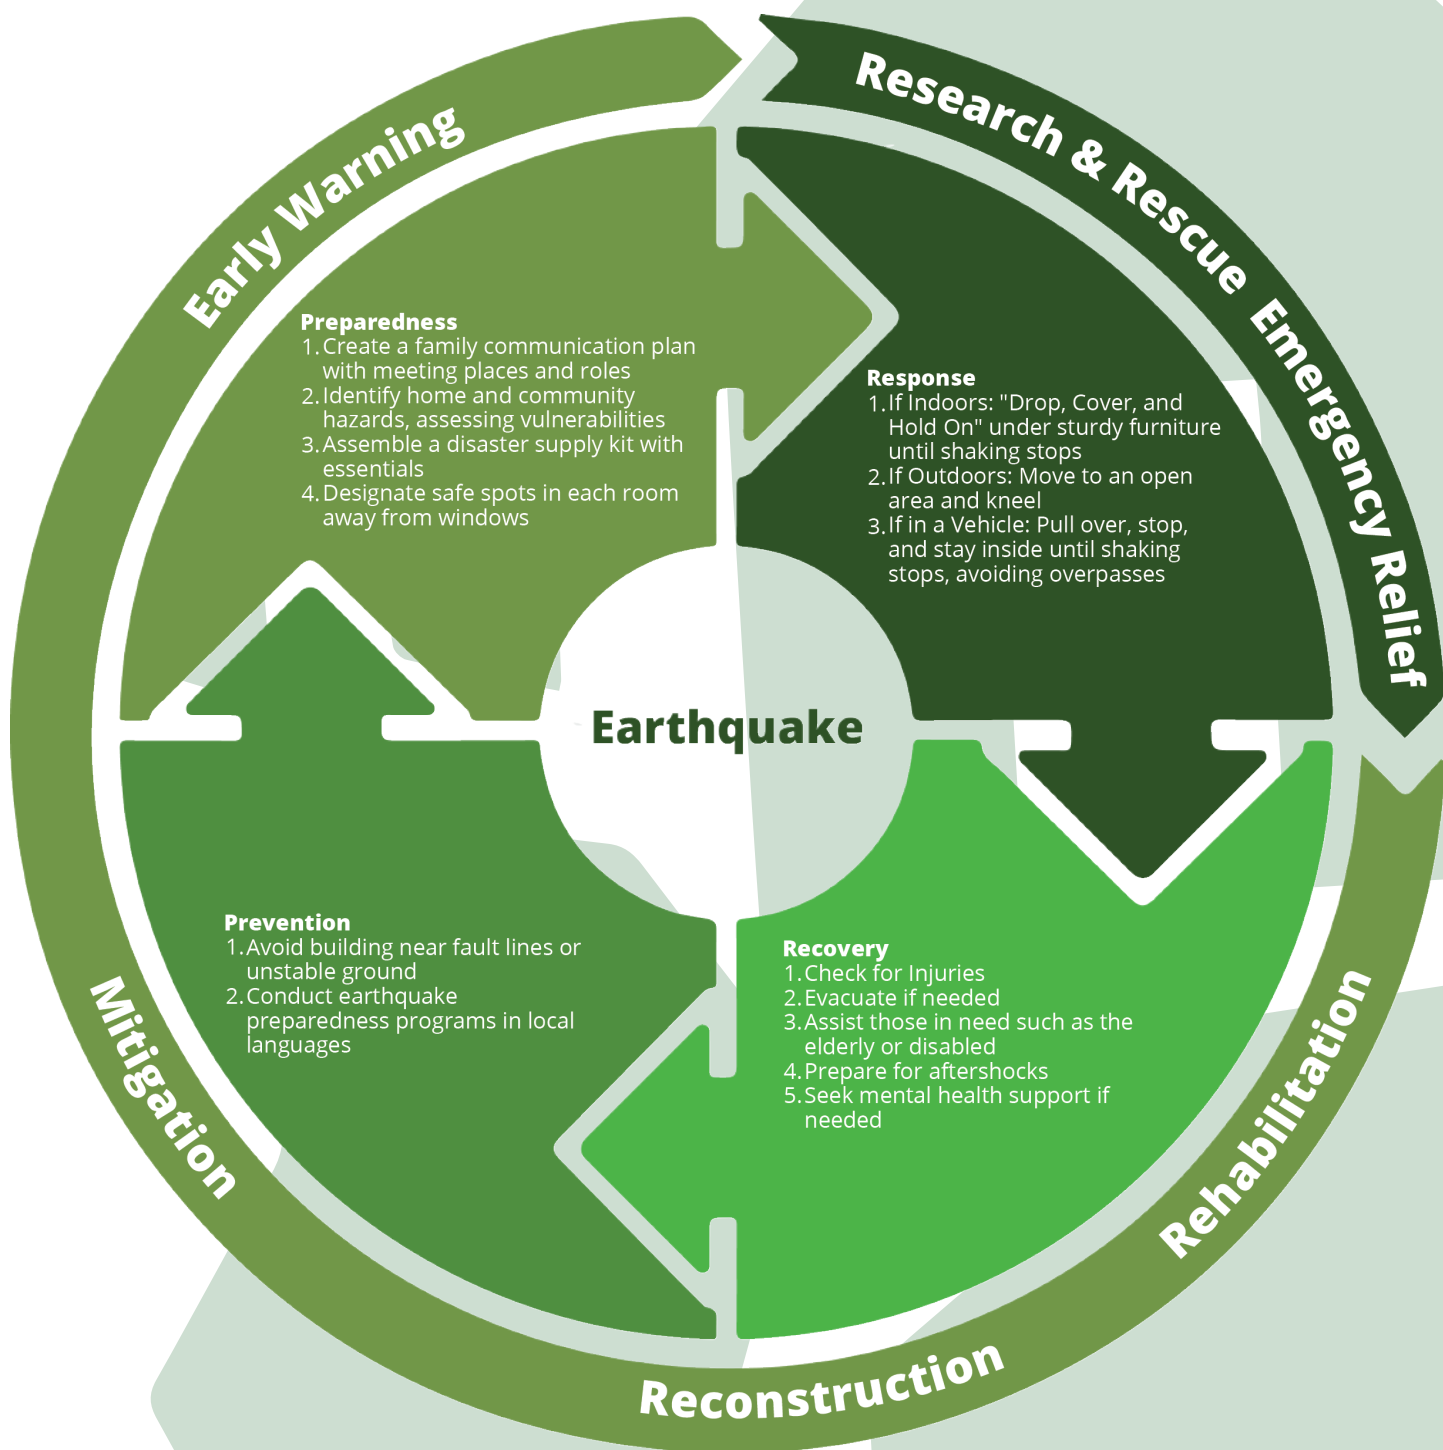 Early Warning
Research & Rescue Emergency Relief
Preparedness
1. Create a family communication plan
with meeting places and roles
2. Identify home and community
hazards, assessing vulnerabilities
3. Assemble a disaster supply kit with
essentials
4. Designate safe spots in each room
away from windows
Response
1. If Indoors: "Drop, Cover, and
Hold On" under sturdy furniture
until shaking stops
2. If Outdoors: Move to an open
area and kneel
3. If in a Vehicle: Pull over, stop,
and stay inside until shaking
stops, avoiding overpasses
Earthquake
Prevention
1. Avoid building near fault lines or
unstable ground
2. Conduct earthquake
preparedness programs in local
languages
Recovery
1. Check for Injuries
2. Evacuate if needed
3. Assist those in need such as the
elderly or disabled
4. Prepare for aftershocks
5. Seek mental health support if
needed
Mitigation
Rehabilitation
Reconstruction